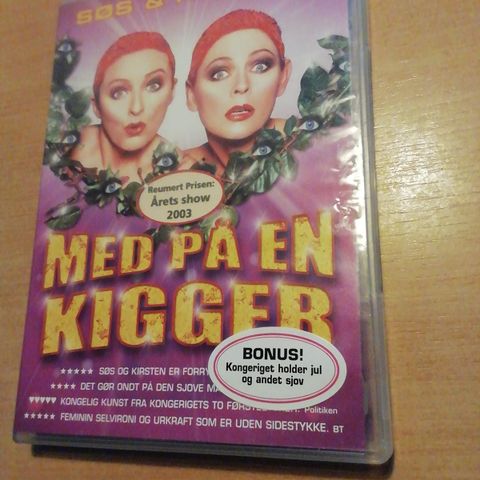 SØS &
Reumert Prisen:
Årets show
2003
MED PÅ EN
KIGGER
BONUS!
Kongeriget holder jul
og andet sjov
★★★★★ SØS OG KIRSTEN ER
★★★★ DET GØR ONDT PÅ DEN SJOVE
♥♥♥♥♥ KONGELIG KUNST FRA KONGERIGETS TO Politiken
★★★★★ FEMININ SELVIRONI OG URKRAFT SOM ER UDEN SIDESTYKKE. BT